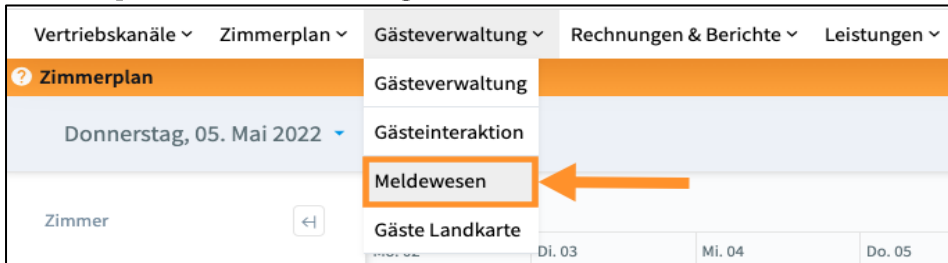 Vertriebskanäle Zimmerplan Gästeverwaltung Rechnungen & Berichte Leistungen
? Zimmerplan
Gästeverwaltung
Donnerstag, 05. Mai 2022
Gästeinteraktion
Meldewesen
Zimmer
Gäste Landkarte
Di. 03 Mi. 04 Do. 05